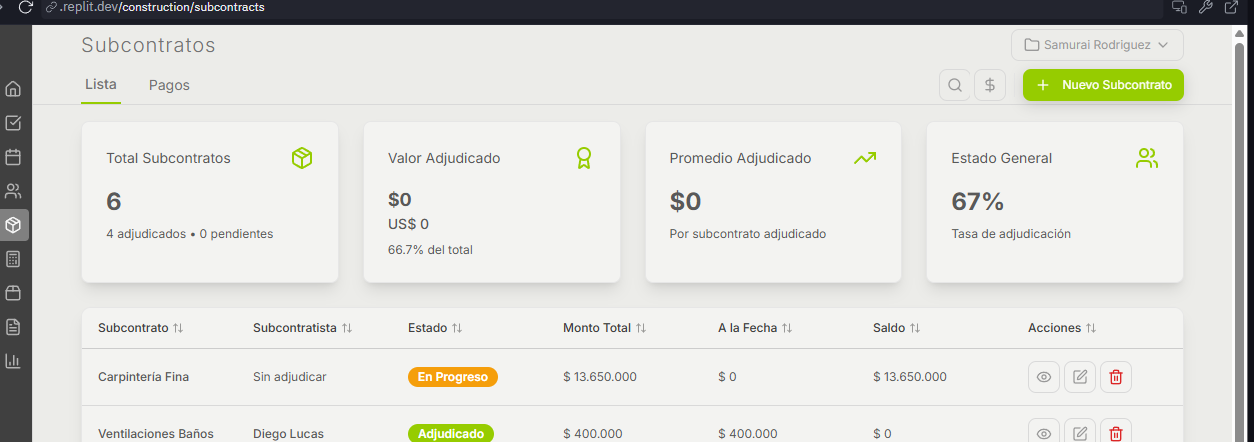 .replit.dev/construction/subcontracts
Subcontratos
Samurai Rodriguez
Lista Pagos
Nuevo Subcontrato
Total Subcontratos
6
4 adjudicados • 0 pendientes
Valor Adjudicado
$0
US$ 0
66.7% del total
Promedio Adjudicado
$0
Por subcontrato adjudicado
Estado General
67%
Tasa de adjudicación
Subcontrato Subcontratista Estado Monto Total A la Fecha Saldo Acciones
Carpintería Fina Sin adjudicar En Progreso $ 13.650.000 $ 0 $ 13.650.000
Ventilaciones Baños Diego Lucas Adjudicado $ 400.000 $ 400.000 $ 0